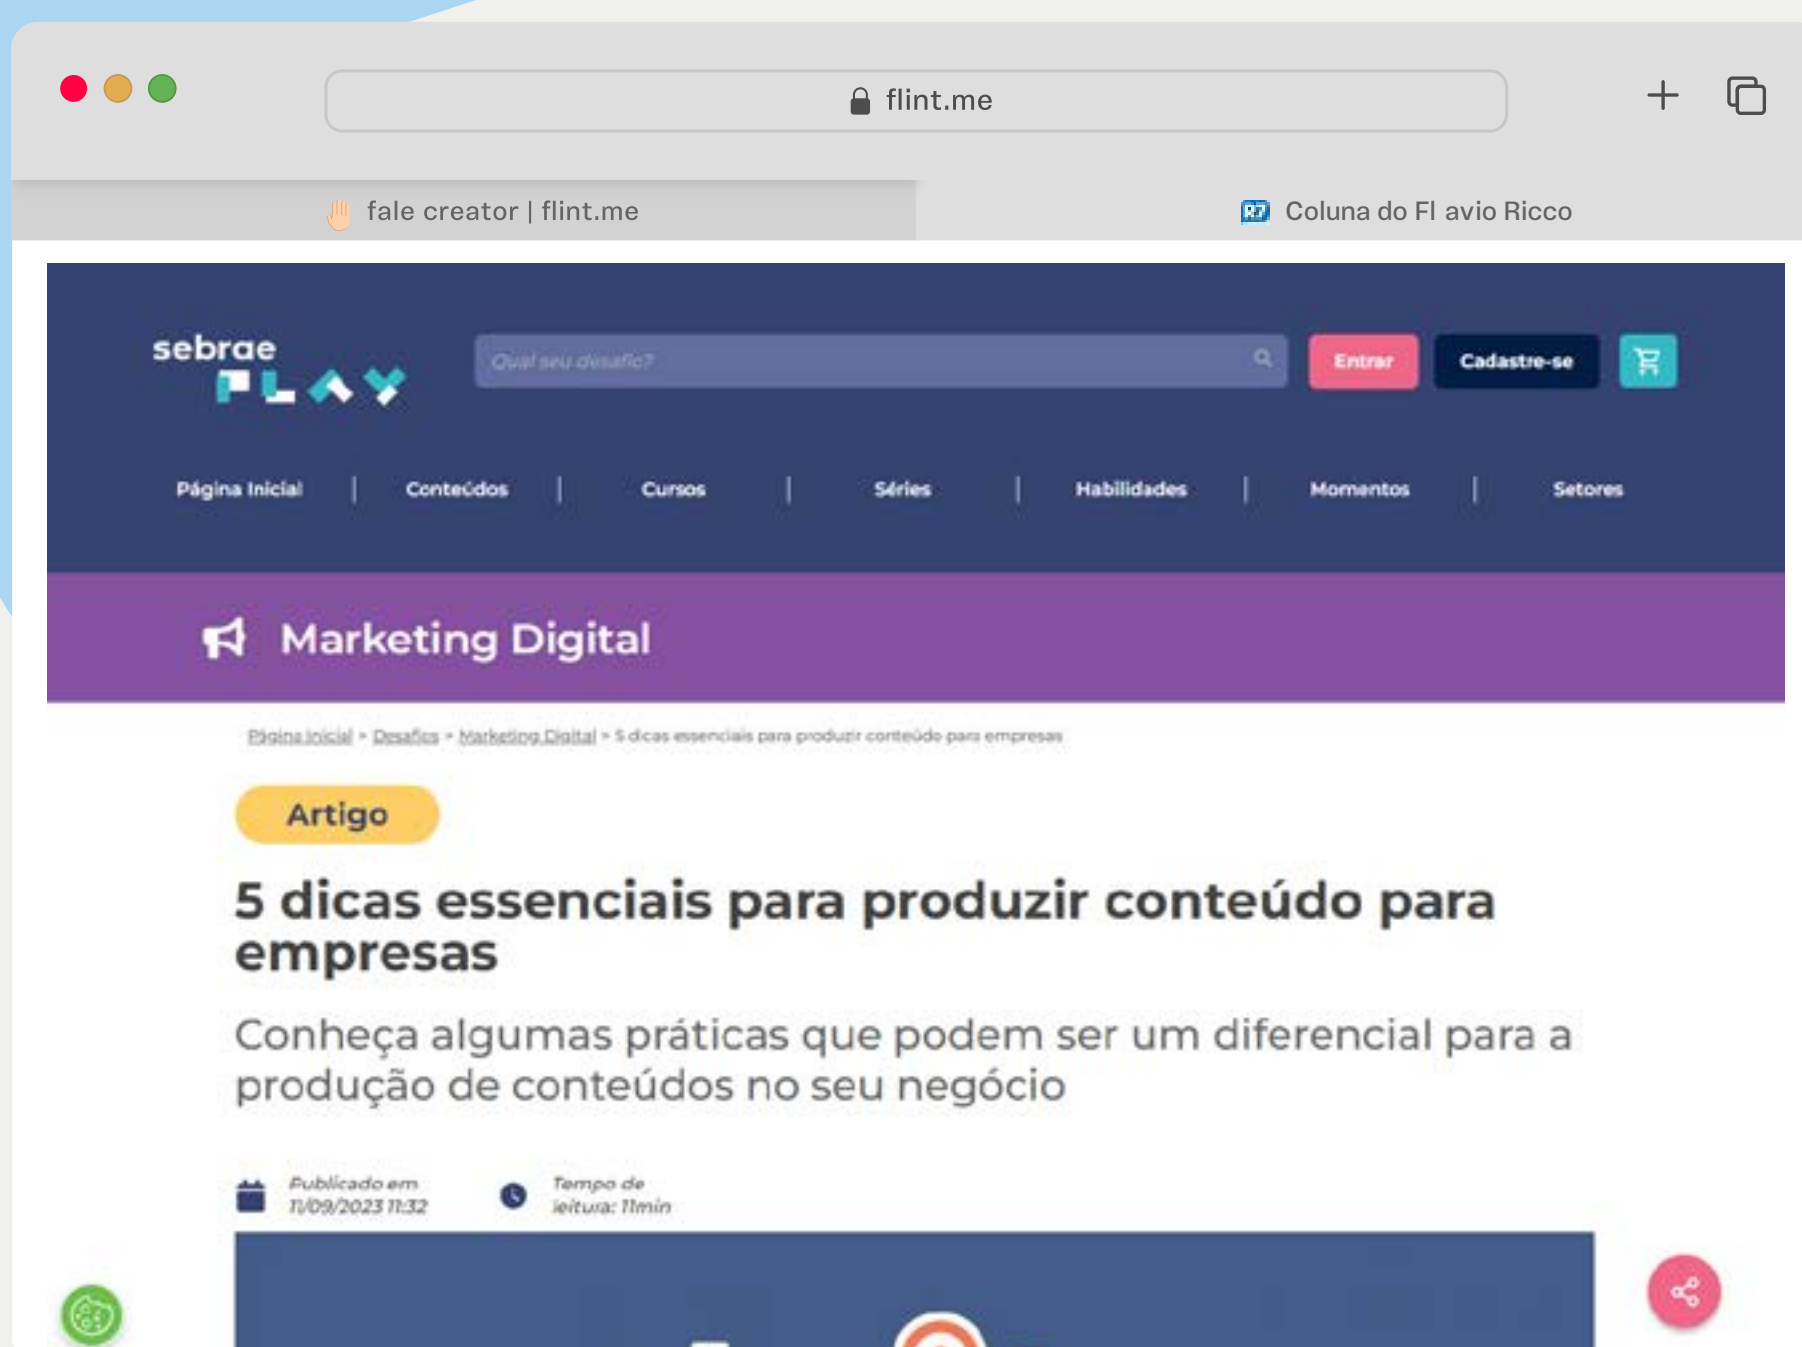 flint.me
fale creator | flint.me
R7 Coluna do Fl avio Ricco
sebrae
PLAY
Qual seu desafio?
Entrar
Cadastre-se
Página Inicial | Conteúdos | Cursos | Séries | Habilidades | Momentos | Setores
Marketing Digital
Página Inicial > Desafios > Marketing Digital > 5 dicas essenciais para produzir conteúdo para empresas
Artigo
5 dicas essenciais para produzir conteúdo para
empresas
Conheça algumas práticas que podem ser um diferencial para a
produção de conteúdos no seu negócio
Publicado em
11/09/2023 11:32
Tempo de
leitura: 11min